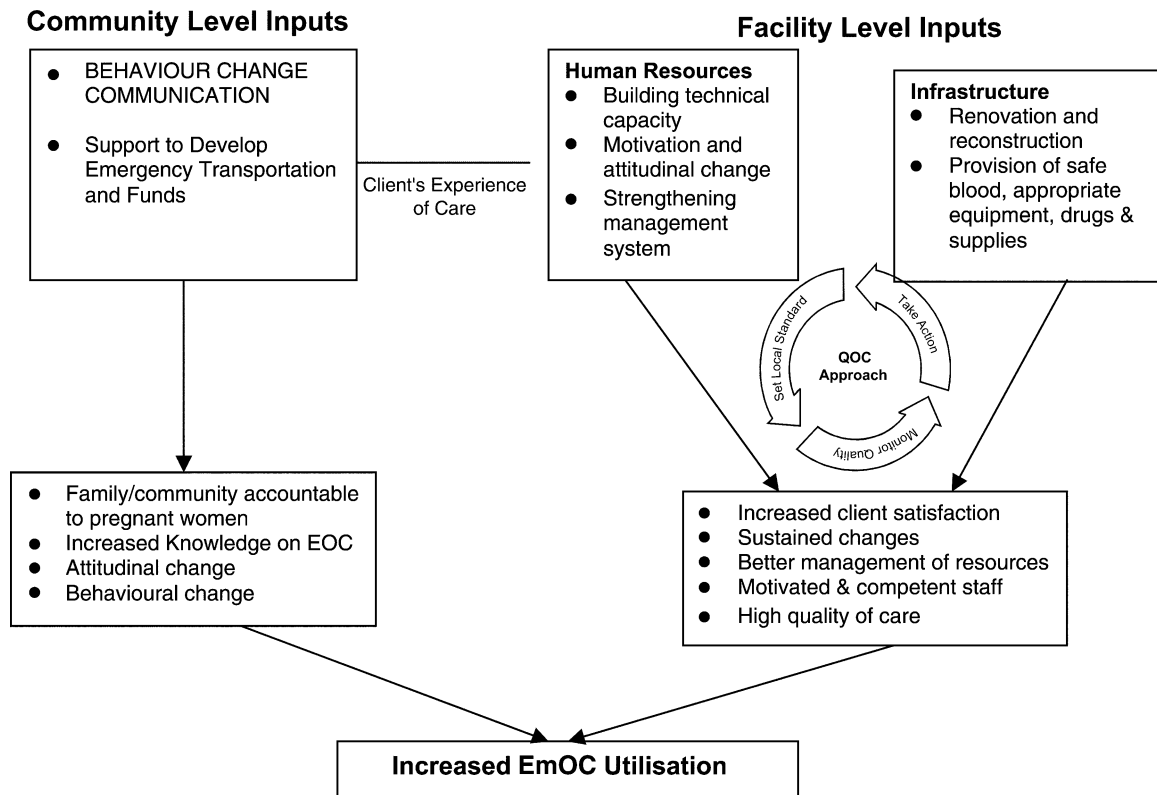 Community Level Inputs
● BEHAVIOUR CHANGE
COMMUNICATION
● Support to Develop
Emergency Transportation
and Funds
Client's Experience
of Care
Facility Level Inputs
Human Resources
● Building technical
capacity
● Motivation and
attitudinal change
● Strengthening
management
system
Infrastructure
● Renovation and
reconstruction
● Provision of safe
blood, appropriate
equipment, drugs &
supplies
Set Local Standard
Take Action
QOC
Approach
Monitor Quality
● Family/community accountable
to pregnant women
● Increased Knowledge on EOC
● Attitudinal change
● Behavioural change
● Increased client satisfaction
● Sustained changes
● Better management of resources
● Motivated & competent staff
● High quality of care
Increased EmOC Utilisation